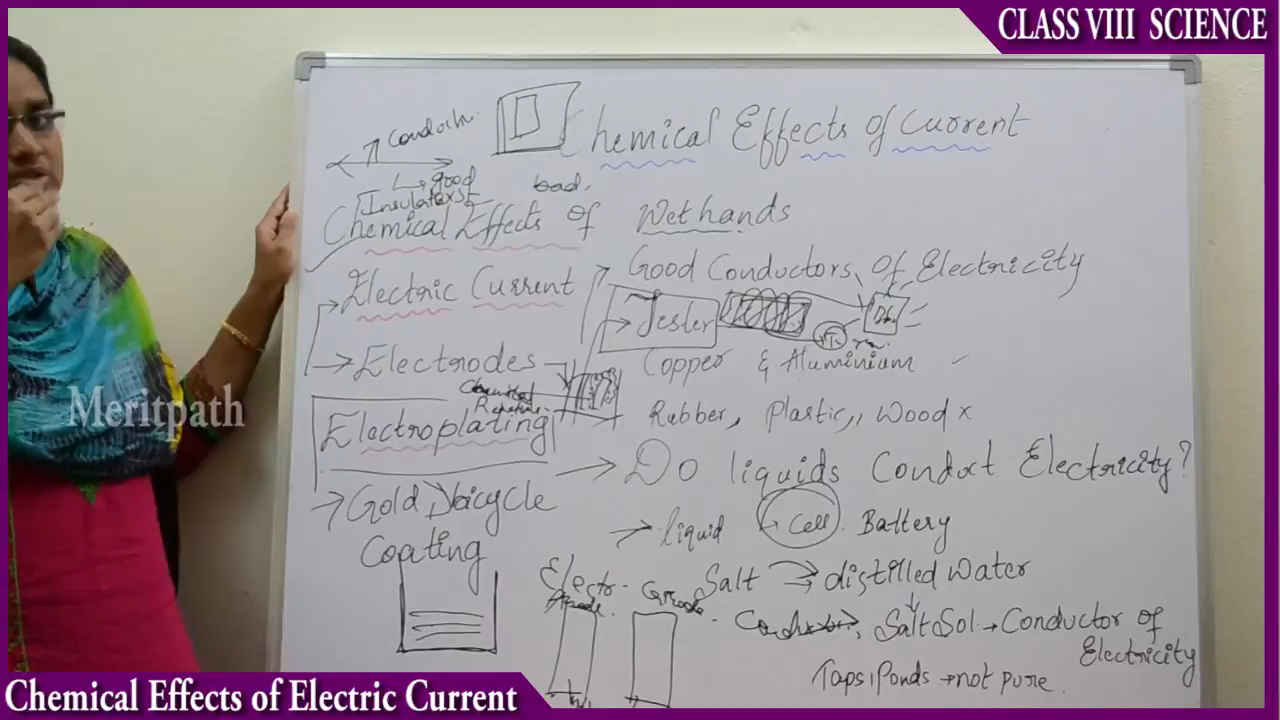 CLASS VIII SCIENCE
Chemical Effects of Current
good
bad,
Insulators
Chemical Effects of
Electric Current
Wet hands
Good Conductors Of Electricity
→ Tester
→ Electrodes
Copper & Aluminium
Chemical
Electroplating
Rubber, plastic,, Wood x
→ Do liquids Conduct Electricity?
→ Gold, bicycle
Coating
→ liquid → Cell. Battery
Electr-
Salt → distilled Water
Salt Sol → Conductor of
Electricity
Taps, Ponds → not pure.
Meritpath
Chemical Effects of Electric Current